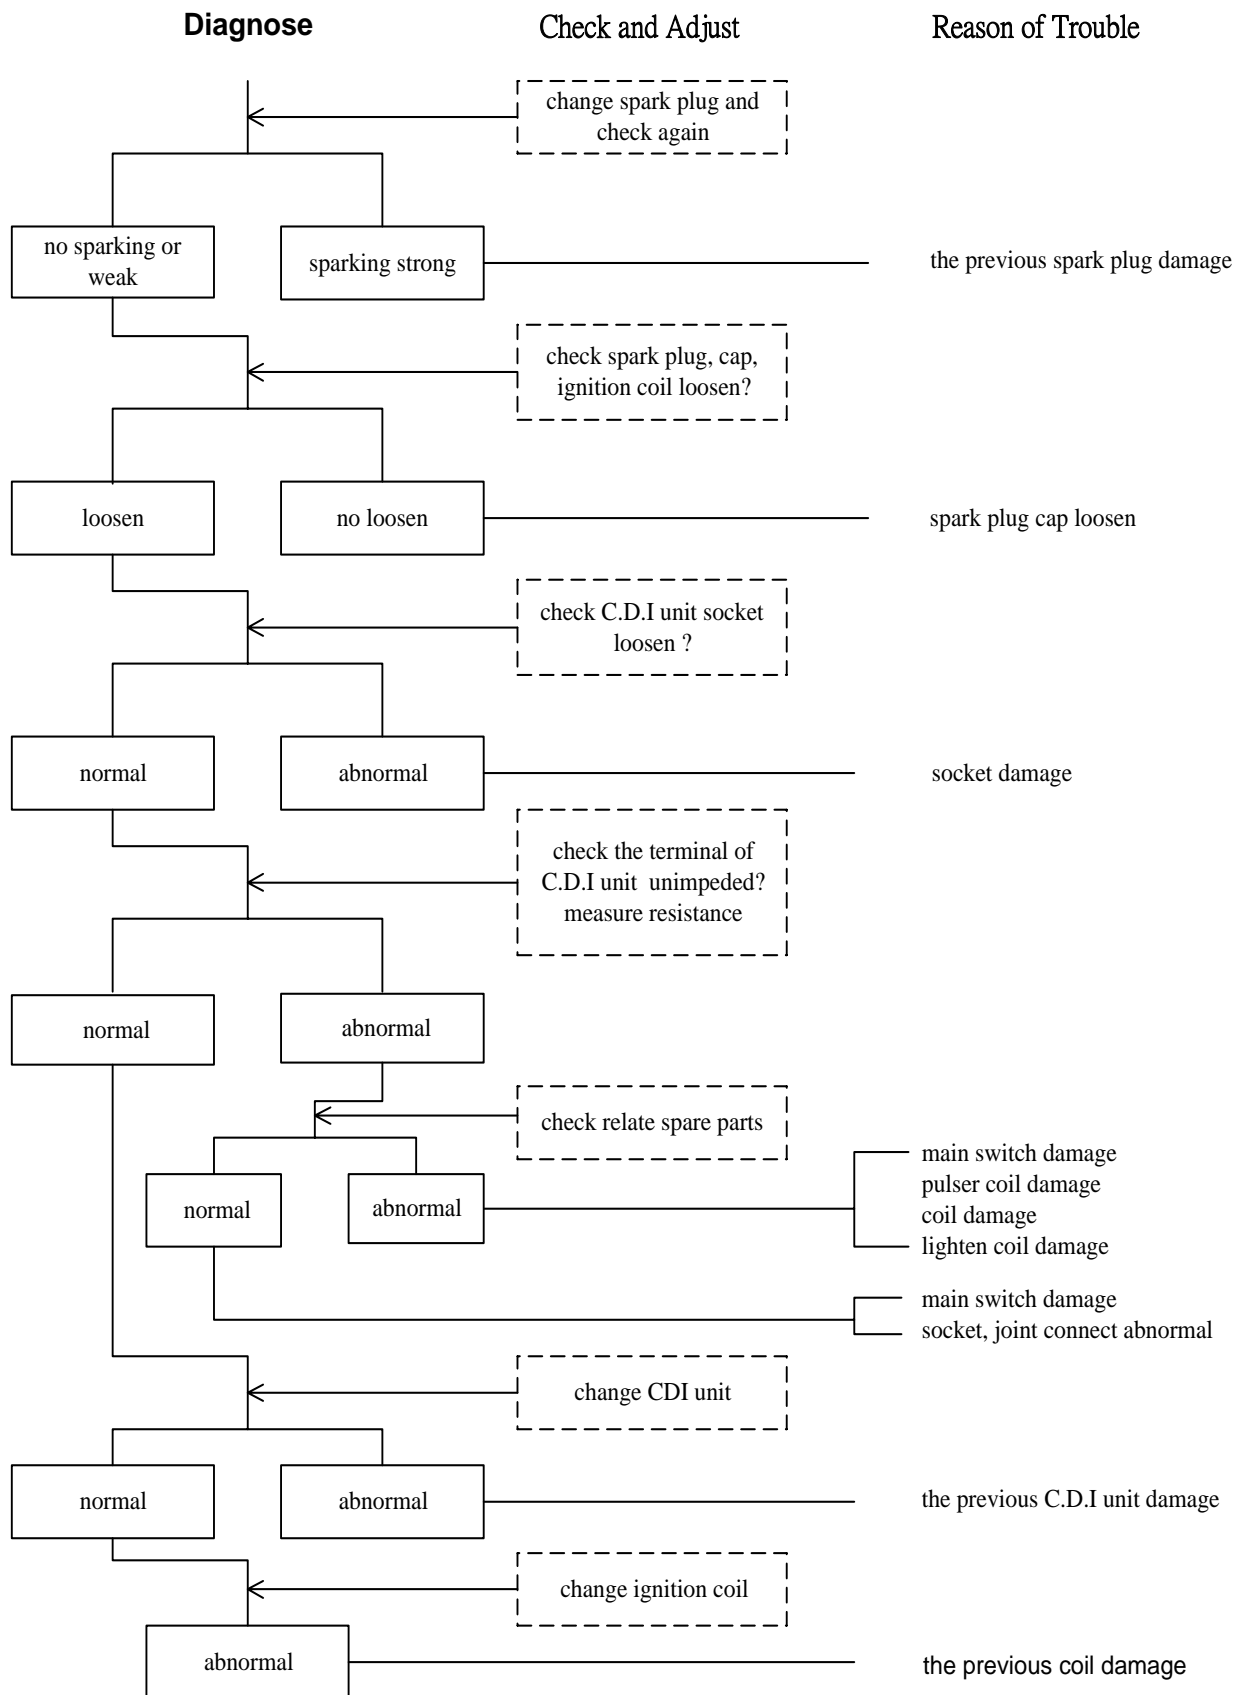 Diagnose
Check and Adjust
Reason of Trouble
change spark plug and
check again
no sparking or
weak
sparking strong
the previous spark plug damage
check spark plug, cap,
ignition coil loosen?
loosen
no loosen
spark plug cap loosen
check C.D.I unit socket
loosen ?
normal
abnormal
socket damage
check the terminal of
C.D.I unit unimpeded?
measure resistance
normal
abnormal
check relate spare parts
normal
abnormal
main switch damage
pulser coil damage
coil damage
lighten coil damage
main switch damage
socket, joint connect abnormal
change CDI unit
normal
abnormal
the previous C.D.I unit damage
change ignition coil
abnormal
the previous coil damage